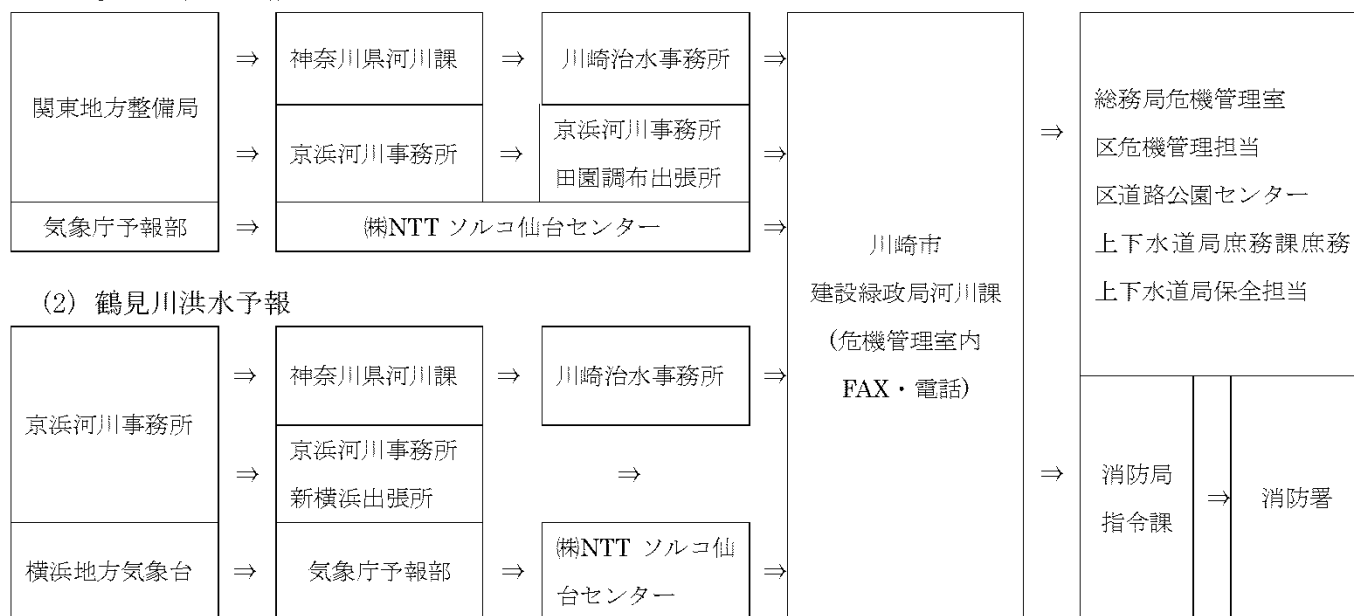 関東地方整備局 ⇒ 神奈川県河川課 ⇒ 川崎治水事務所 ⇒
⇒ 京浜河川事務所 ⇒ 京浜河川事務所
田園調布出張所 ⇒
気象庁予報部 ⇒ ㈱NTT ソルコ仙台センター ⇒
(2) 鶴見川洪水予報
京浜河川事務所 ⇒ 神奈川県河川課 ⇒ 川崎治水事務所 ⇒
⇒ 京浜河川事務所
新横浜出張所 ⇒
横浜地方気象台 ⇒ 気象庁予報部 ⇒ ㈱NTT ソルコ仙
台センター ⇒
川崎市
建設緑政局河川課
(危機管理室内
FAX・電話)
⇒ 総務局危機管理室
区危機管理担当
区道路公園センター
上下水道局庶務課庶務
上下水道局保全担当
⇒ 消防局
指令課 ⇒ 消防署